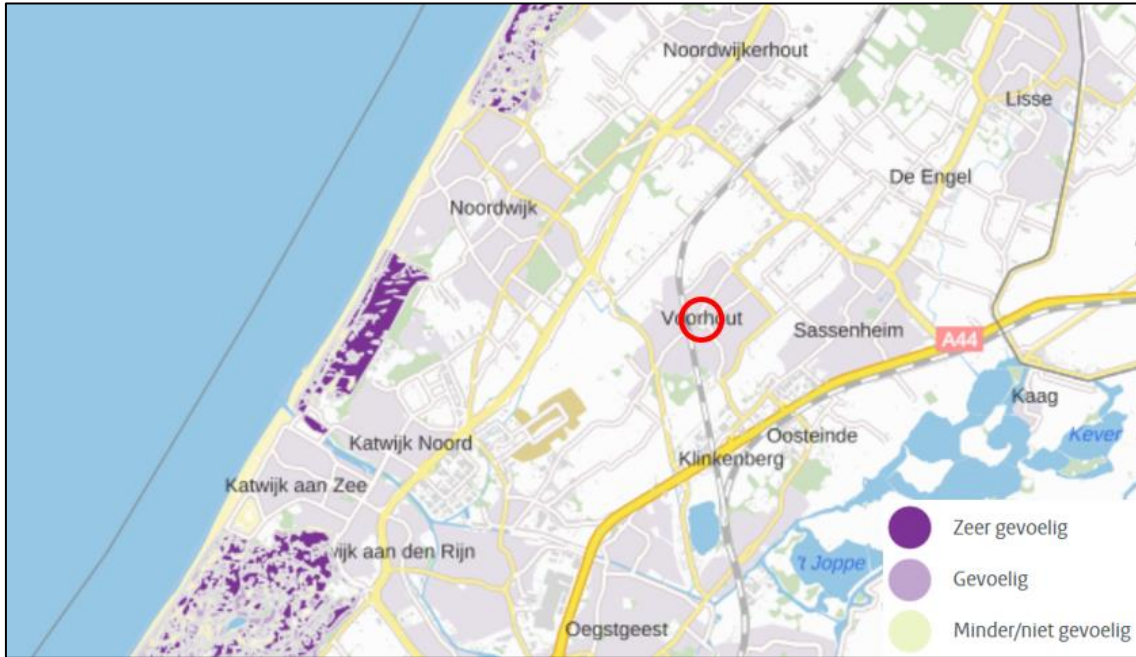 Noordwijkerhout
Lisse
De Engel
Noordwijk
Voorhout
Sassenheim
A44
Kaag
Kever
Oosteinde
Katwijk Noord
Klinkenberg
Katwijk aan Zee
wijk aan den Rijn
't Joppe
Oegstgeest
Zeer gevoelig
Gevoelig
Minder/niet gevoelig